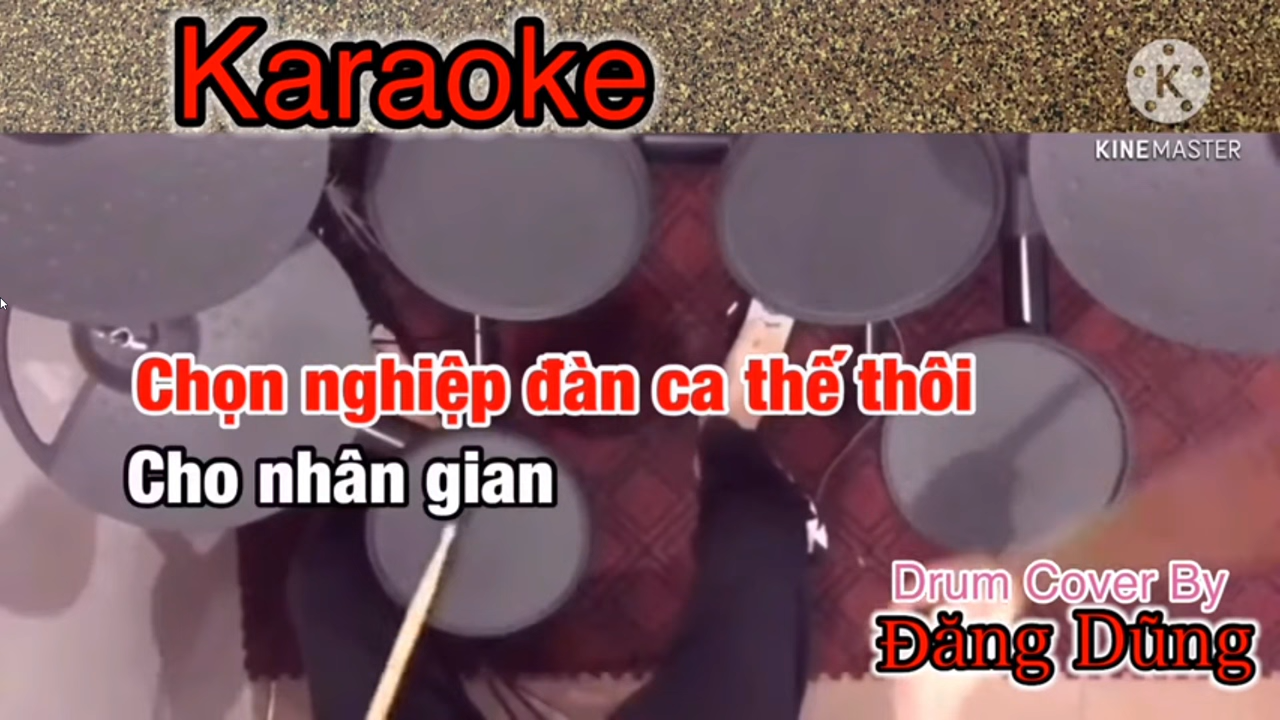 Karaoke
K
KINEMASTER
Chọn nghiệp đàn ca thế thôi
Cho nhân gian
Drum Cover By
Đăng Dũng